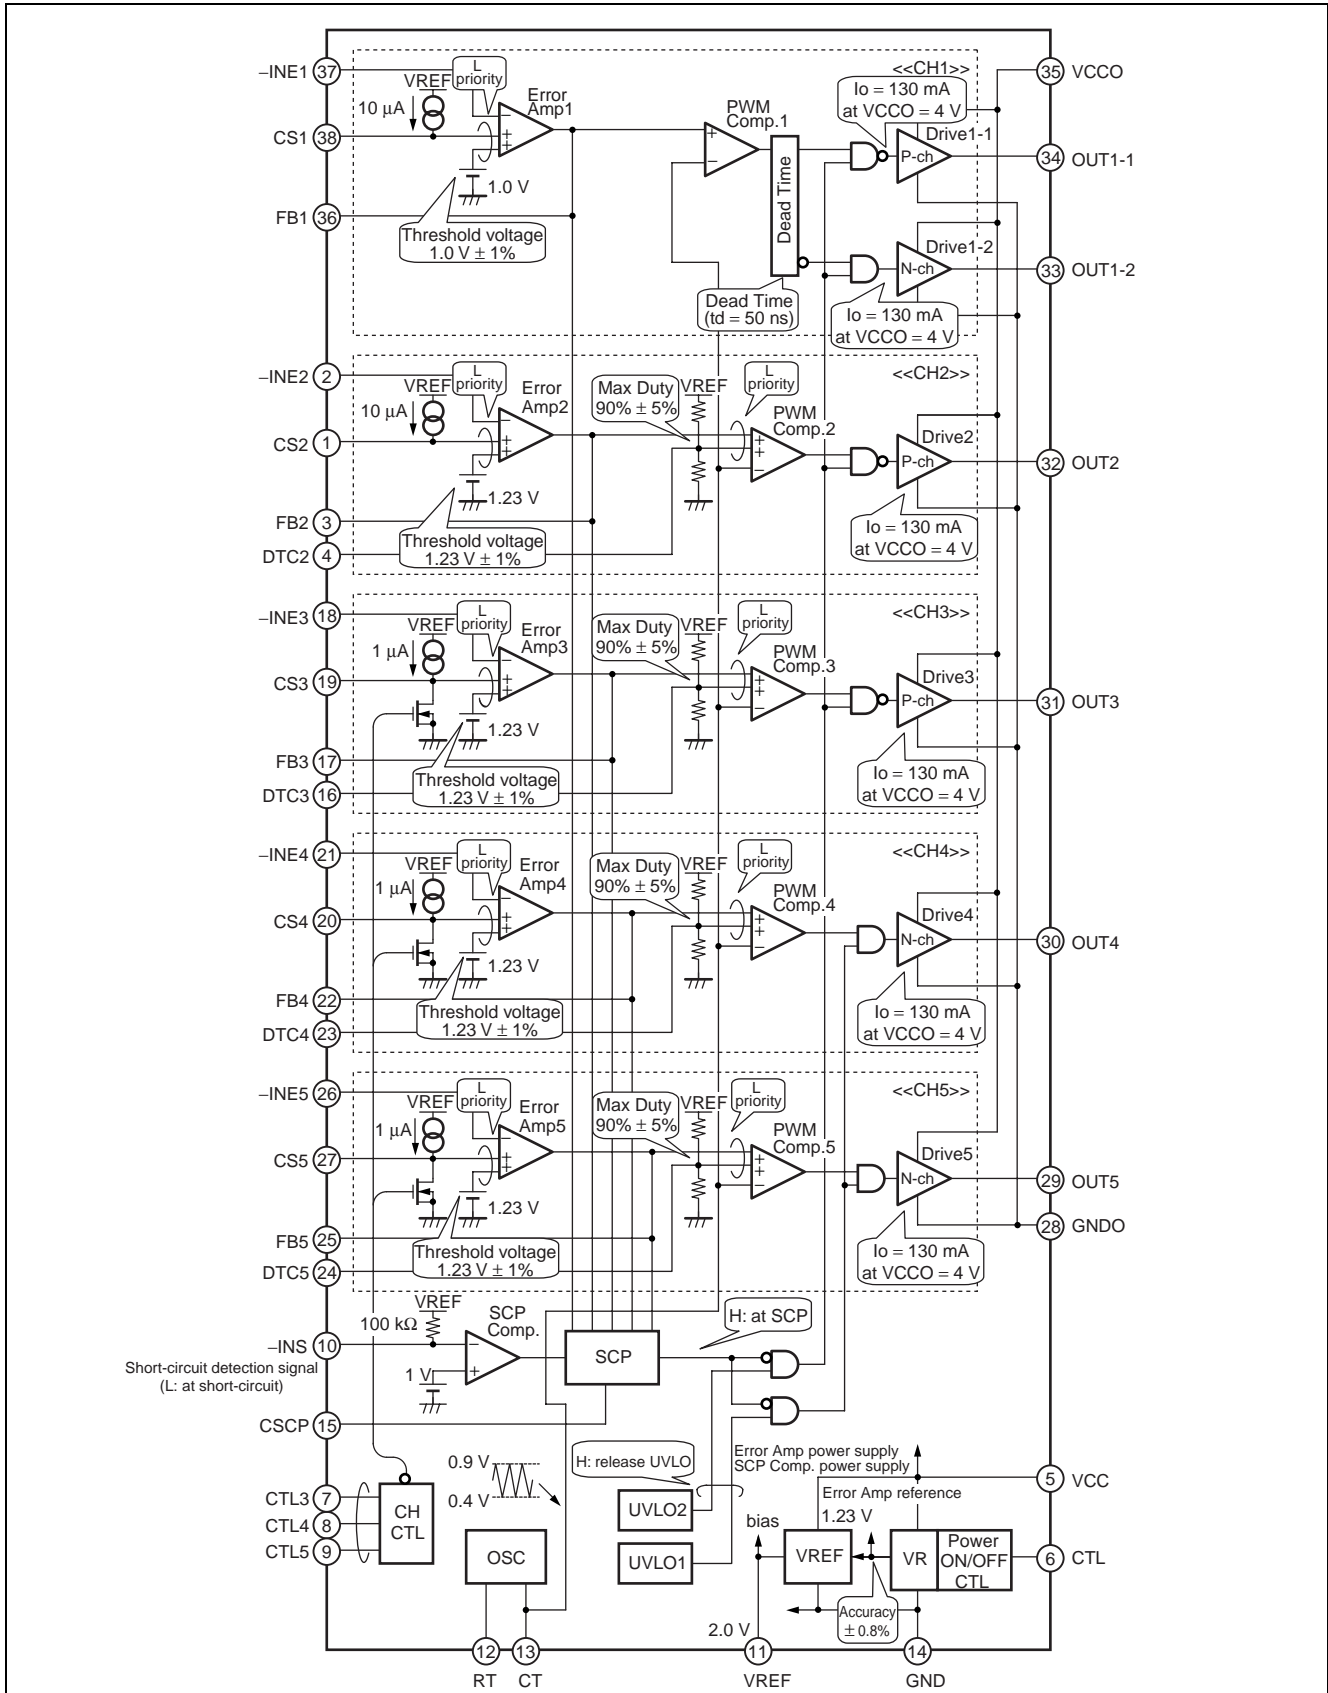 <<CH1>>
−INE1 37
VREF
L
priority
Error
Amp1
10 µA
CS1 38
1.0 V
PWM
Comp.1
Dead Time
Io = 130 mA
at VCCO = 4 V
Drive1-1
P-ch
35 VCCO
34 OUT1-1
FB1 36
Threshold voltage
1.0 V ± 1%
Dead Time
(td = 50 ns)
Drive1-2
N-ch
33 OUT1-2
Io = 130 mA
at VCCO = 4 V
<<CH2>>
−INE2 2
VREF
L
priority
Error
Amp2
10 µA
CS2 1
1.23 V
Max Duty
90% ± 5%
VREF
L
priority
PWM
Comp.2
Drive2
P-ch
32 OUT2
FB2 3
DTC2 4
Threshold voltage
1.23 V ± 1%
Io = 130 mA
at VCCO = 4 V
<<CH3>>
−INE3 18
VREF
L
priority
Error
Amp3
1 µA
CS3 19
1.23 V
Max Duty
90% ± 5%
VREF
L
priority
PWM
Comp.3
Drive3
P-ch
31 OUT3
FB3 17
DTC3 16
Threshold voltage
1.23 V ± 1%
Io = 130 mA
at VCCO = 4 V
<<CH4>>
−INE4 21
VREF
L
priority
Error
Amp4
1 µA
CS4 20
1.23 V
Max Duty
90% ± 5%
VREF
L
priority
PWM
Comp.4
Drive4
N-ch
30 OUT4
FB4 22
DTC4 23
Threshold voltage
1.23 V ± 1%
Io = 130 mA
at VCCO = 4 V
<<CH5>>
−INE5 26
VREF
L
priority
Error
Amp5
1 µA
CS5 27
1.23 V
Max Duty
90% ± 5%
VREF
L
priority
PWM
Comp.5
Drive5
N-ch
29 OUT5
28 GNDO
FB5 25
DTC5 24
Threshold voltage
1.23 V ± 1%
Io = 130 mA
at VCCO = 4 V
VREF
100 kΩ
SCP
Comp.
H: at SCP
−INS 10
SCP
Short-circuit detection signal
(L: at short-circuit)
1 V
CSCP 15
H: release UVLO
Error Amp power supply
SCP Comp. power supply
5 VCC
0.9 V
0.4 V
CTL3 7
CTL4 8
CTL5 9
CH
CTL
UVLO2
UVLO1
Error Amp reference
1.23 V
bias
OSC
VREF
VR
Power
ON/OFF
CTL
6 CTL
Accuracy
± 0.8%
2.0 V
12
13
11
14
RT
CT
VREF
GND